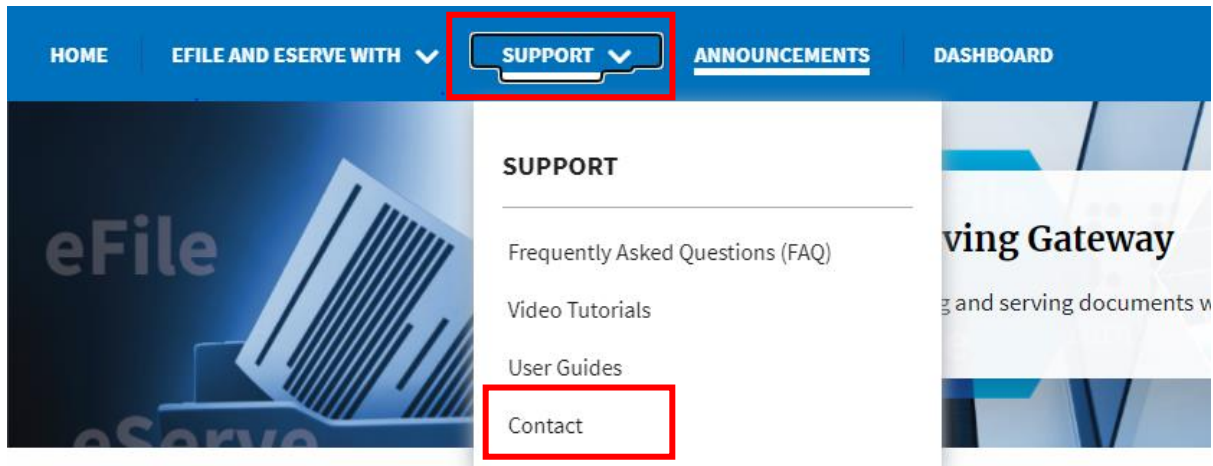 HOME EFILE AND ESERVE WITH SUPPORT ANNOUNCEMENTS DASHBOARD
SUPPORT
eFile
ving Gateway
Frequently Asked Questions (FAQ)
and serving documents
Video Tutorials
User Guides
Contact
eServe